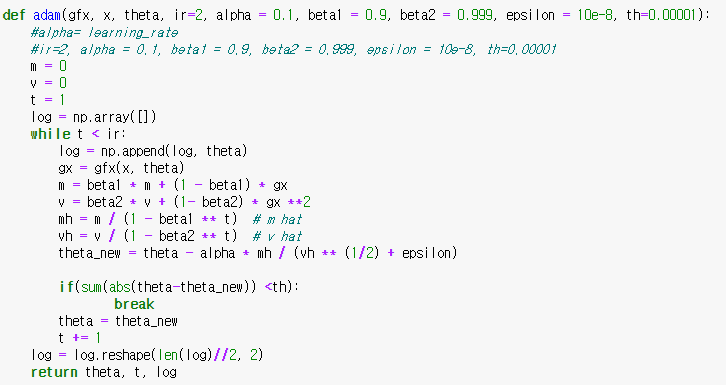 def adam(gfx, x, theta, ir=2, alpha = 0.1, beta1 = 0.9, beta2 = 0.999, epsilon = 10e-8, th=0.00001):
    #alpha= learning_rate
    #ir=2, alpha = 0.1, beta1 = 0.9, beta2 = 0.999, epsilon = 10e-8, th=0.00001
    m = 0
    v = 0
    t = 1
    log = np.array([])
    while t < ir:
        log = np.append(log, theta)
        gx = gfx(x, theta)
        m = beta1 * m + (1 - beta1) * gx
        v = beta2 * v + (1- beta2) * gx **2
        mh = m / (1 - beta1 ** t)  # m hat
        vh = v / (1 - beta2 ** t)  # v hat
        theta_new = theta - alpha * mh / (vh ** (1/2) + epsilon)

        if(sum(abs(theta-theta_new)) <th):
                break
        theta = theta_new
        t += 1
    log = log.reshape(len(log)//2, 2)
    return theta, t, log